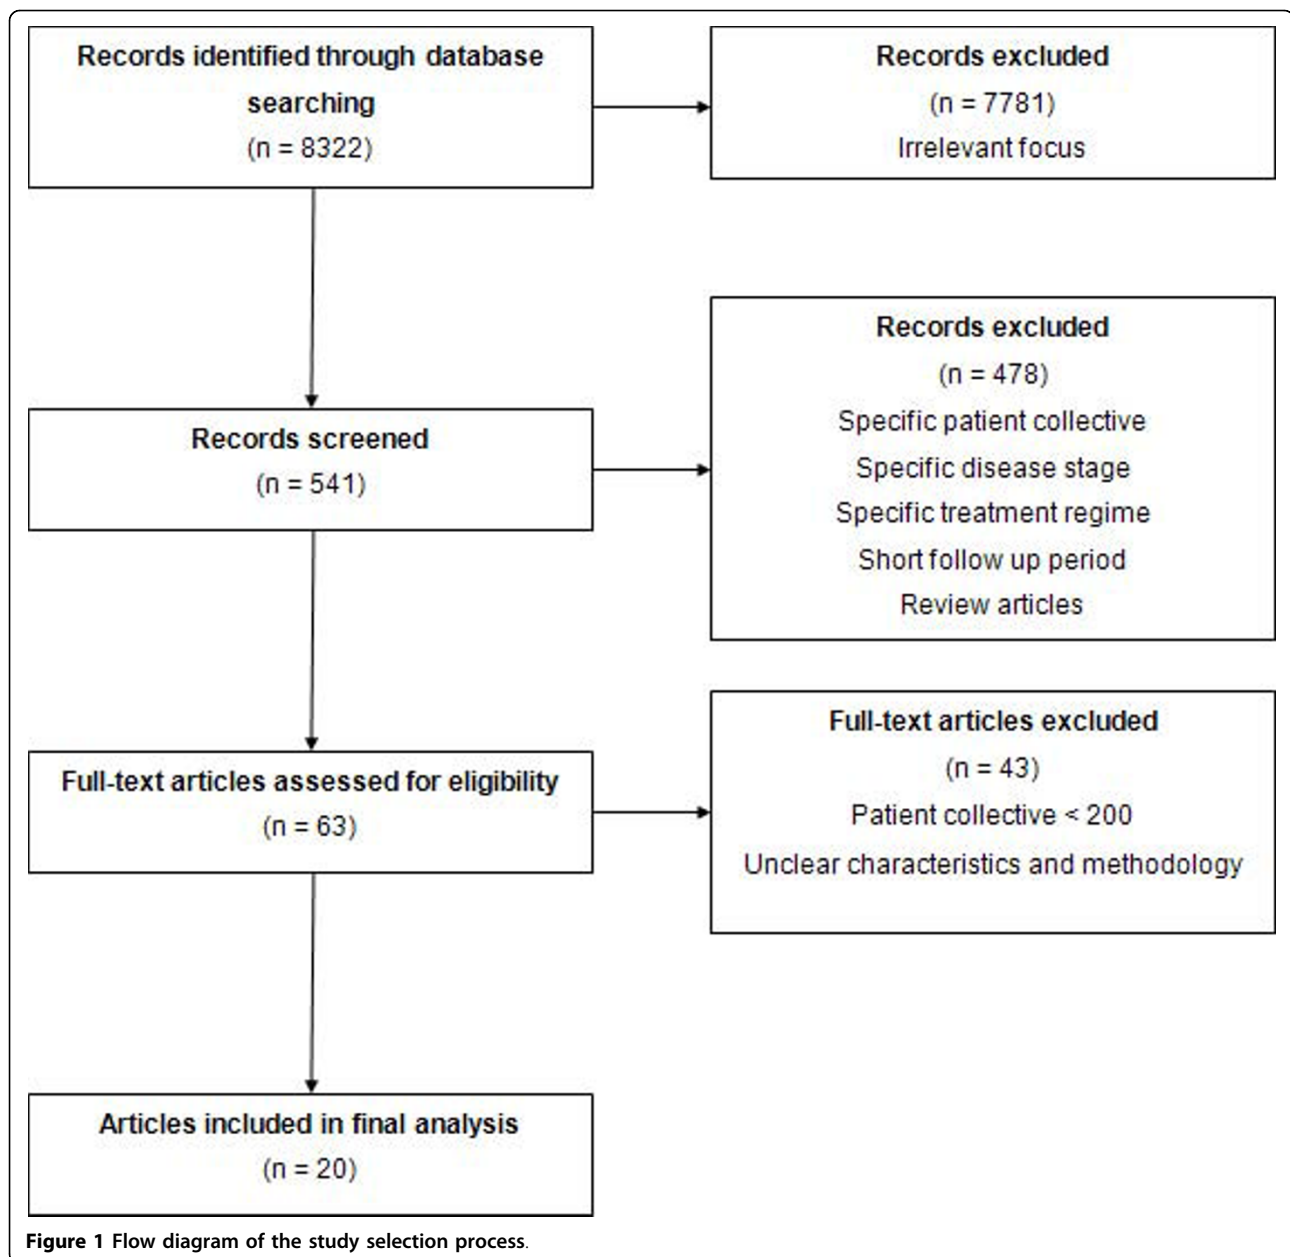 Records identified through database
searching
(n = 8322)
Records excluded
(n = 7781)
Irrelevant focus
Records screened
(n = 541)
Records excluded
(n = 478)
Specific patient collective
Specific disease stage
Specific treatment regime
Short follow up period
Review articles
Full-text articles assessed for eligibility
(n = 63)
Full-text articles excluded
(n = 43)
Patient collective < 200
Unclear characteristics and methodology
Articles included in final analysis
(n = 20)
Figure 1 Flow diagram of the study selection process.